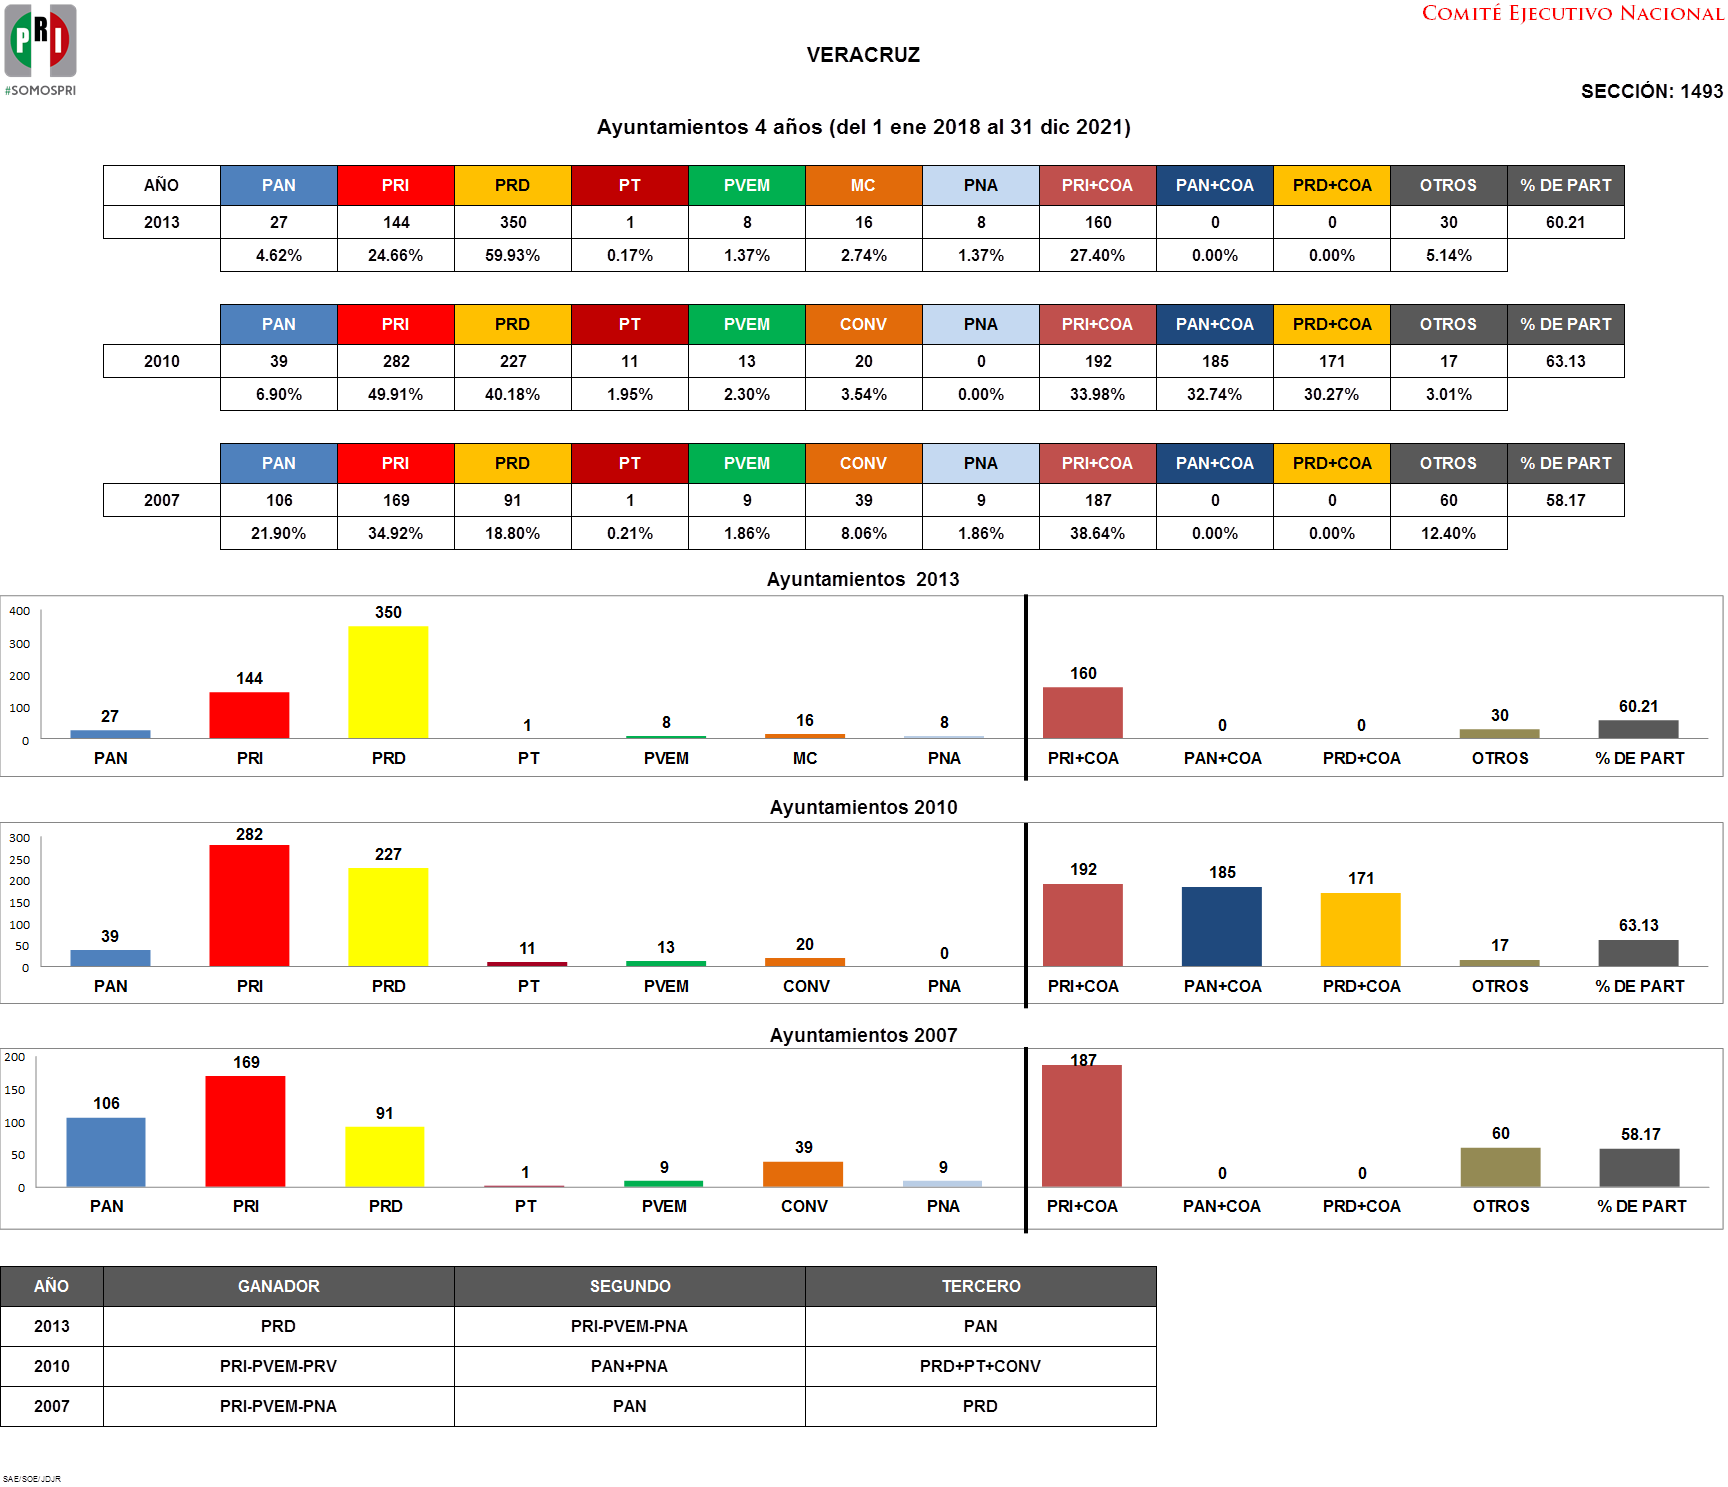 COMITÉ EJECUTIVO NACIONAL
PRI
#SOMOSPRI
VERACRUZ
SECCIÓN: 1493
Ayuntamientos 4 años (del 1 ene 2018 al 31 dic 2021)
AÑO PAN PRI PRD PT PVEM MC PNA PRI+COA PAN+COA PRD+COA OTROS % DE PART
2013 27 144 350 1 8 16 8 160 0 0 30 60.21
4.62% 24.66% 59.93% 0.17% 1.37% 2.74% 1.37% 27.40% 0.00% 0.00% 5.14%
PAN PRI PRD PT PVEM CONV PNA PRI+COA PAN+COA PRD+COA OTROS % DE PART
2010 39 282 227 11 13 20 0 192 185 171 17 63.13
6.90% 49.91% 40.18% 1.95% 2.30% 3.54% 0.00% 33.98% 32.74% 30.27% 3.01%
PAN PRI PRD PT PVEM CONV PNA PRI+COA PAN+COA PRD+COA OTROS % DE PART
2007 106 169 91 1 9 39 9 187 0 0 60 58.17
21.90% 34.92% 18.80% 0.21% 1.86% 8.06% 1.86% 38.64% 0.00% 0.00% 12.40%
Ayuntamientos 2013
400
300
200
100
0
27 144 350 1 8 16 8 160 0 0 30 60.21
PAN PRI PRD PT PVEM MC PNA PRI+COA PAN+COA PRD+COA OTROS % DE PART
Ayuntamientos 2010
300
250
200
150
100
50
0
39 282 227 11 13 20 0 192 185 171 17 63.13
PAN PRI PRD PT PVEM CONV PNA PRI+COA PAN+COA PRD+COA OTROS % DE PART
Ayuntamientos 2007
200
150
100
50
0
106 169 91 1 9 39 9 187 0 0 60 58.17
PAN PRI PRD PT PVEM CONV PNA PRI+COA PAN+COA PRD+COA OTROS % DE PART
AÑO GANADOR SEGUNDO TERCERO
2013 PRD PRI-PVEM-PNA PAN
2010 PRI-PVEM-PRV PAN+PNA PRD+PT+CONV
2007 PRI-PVEM-PNA PAN PRD
SAE/SOE/JDJR